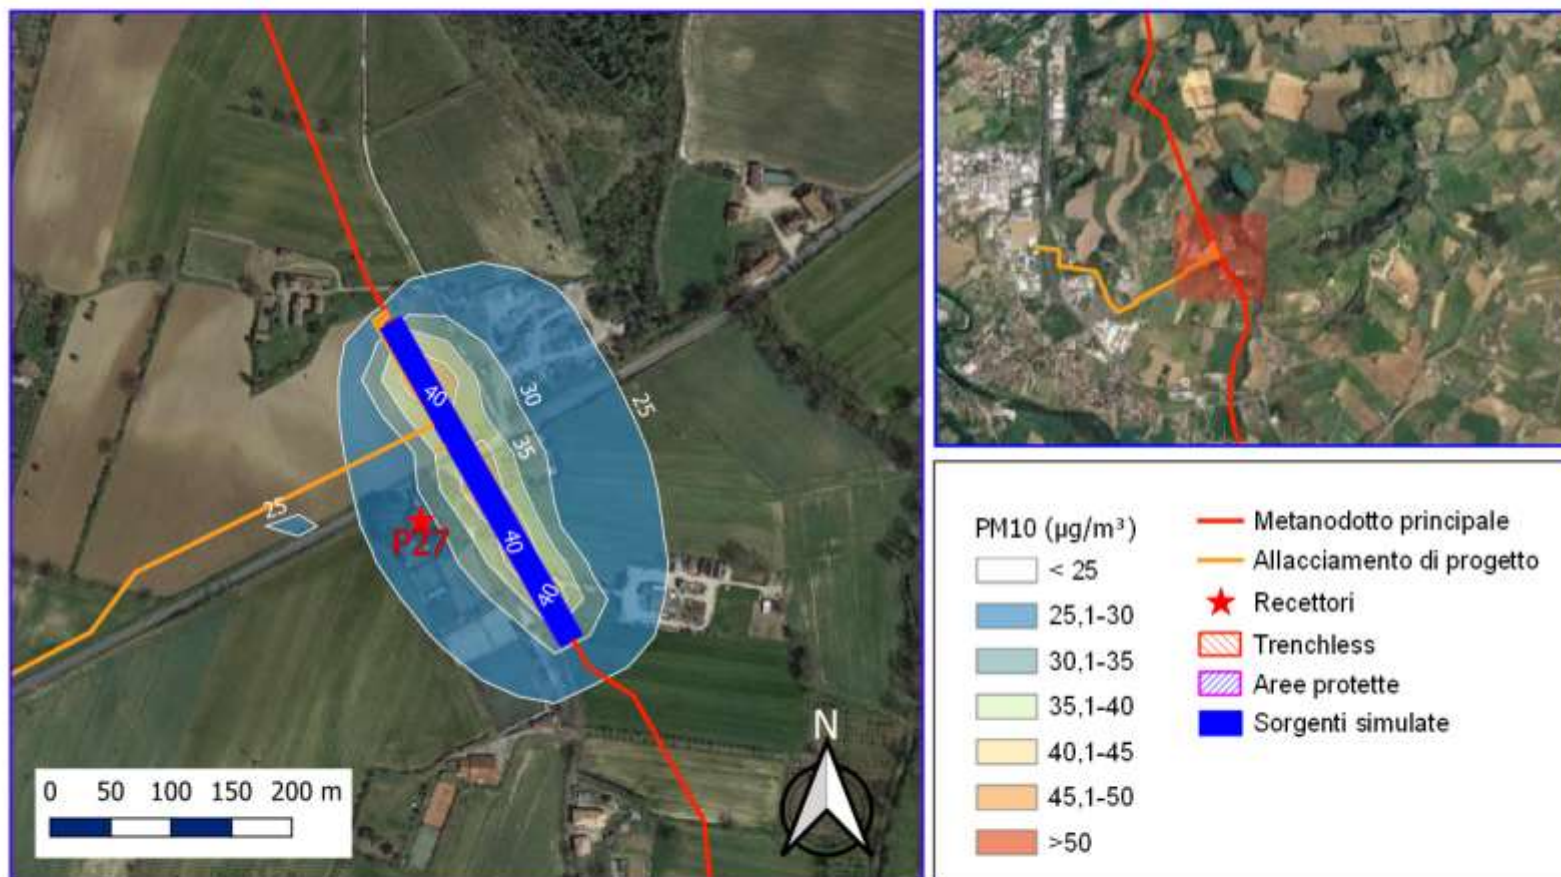 30
25
40
35
25
P27
40
40
N
0 50 100 150 200 m
PM10 (µg/m³)
< 25
25,1-30
30,1-35
35,1-40
40,1-45
45,1-50
>50
Metanodotto principale
Allacciamento di progetto
Recettori
Trenchless
Aree protette
Sorgenti simulate